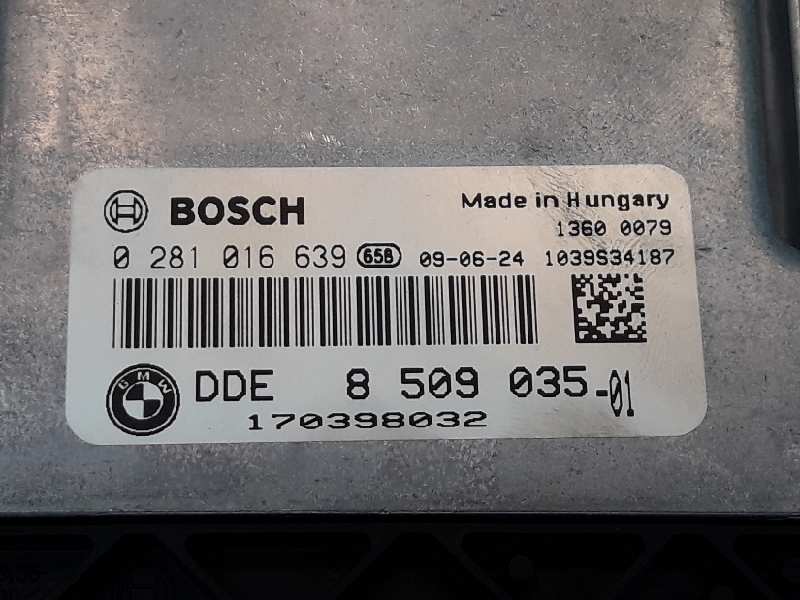 BOSCH Made in Hungary
1360 0079
0 281 016 639 658 09-06-24 1039S34187
BMW DDE 8 509 035-01
170398032